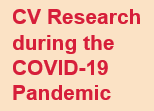 CV Research
during the
COVID-19
Pandemic